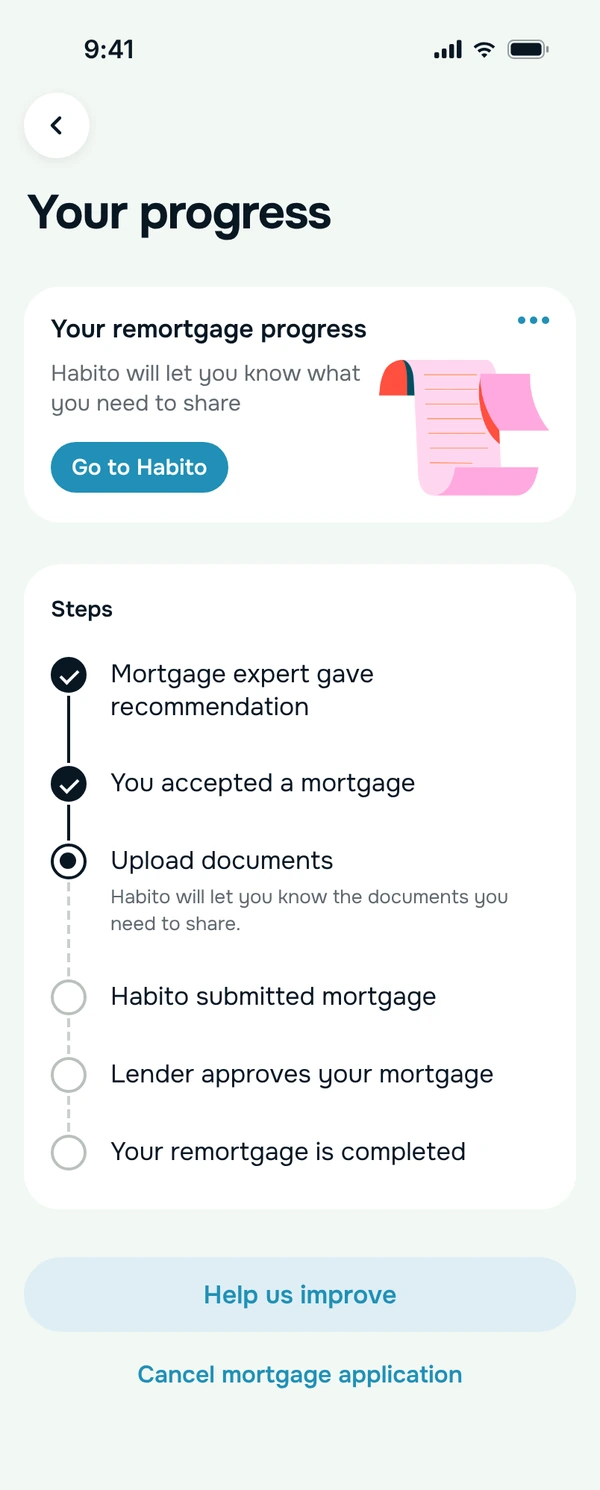 9:41
Your progress
Your remortgage progress
Habito will let you know what
you need to share
Go to Habito
Steps
Mortgage expert gave
recommendation
You accepted a mortgage
Upload documents
Habito will let you know the documents you
need to share.
Habito submitted mortgage
Lender approves your mortgage
Your remortgage is completed
Help us improve
Cancel mortgage application